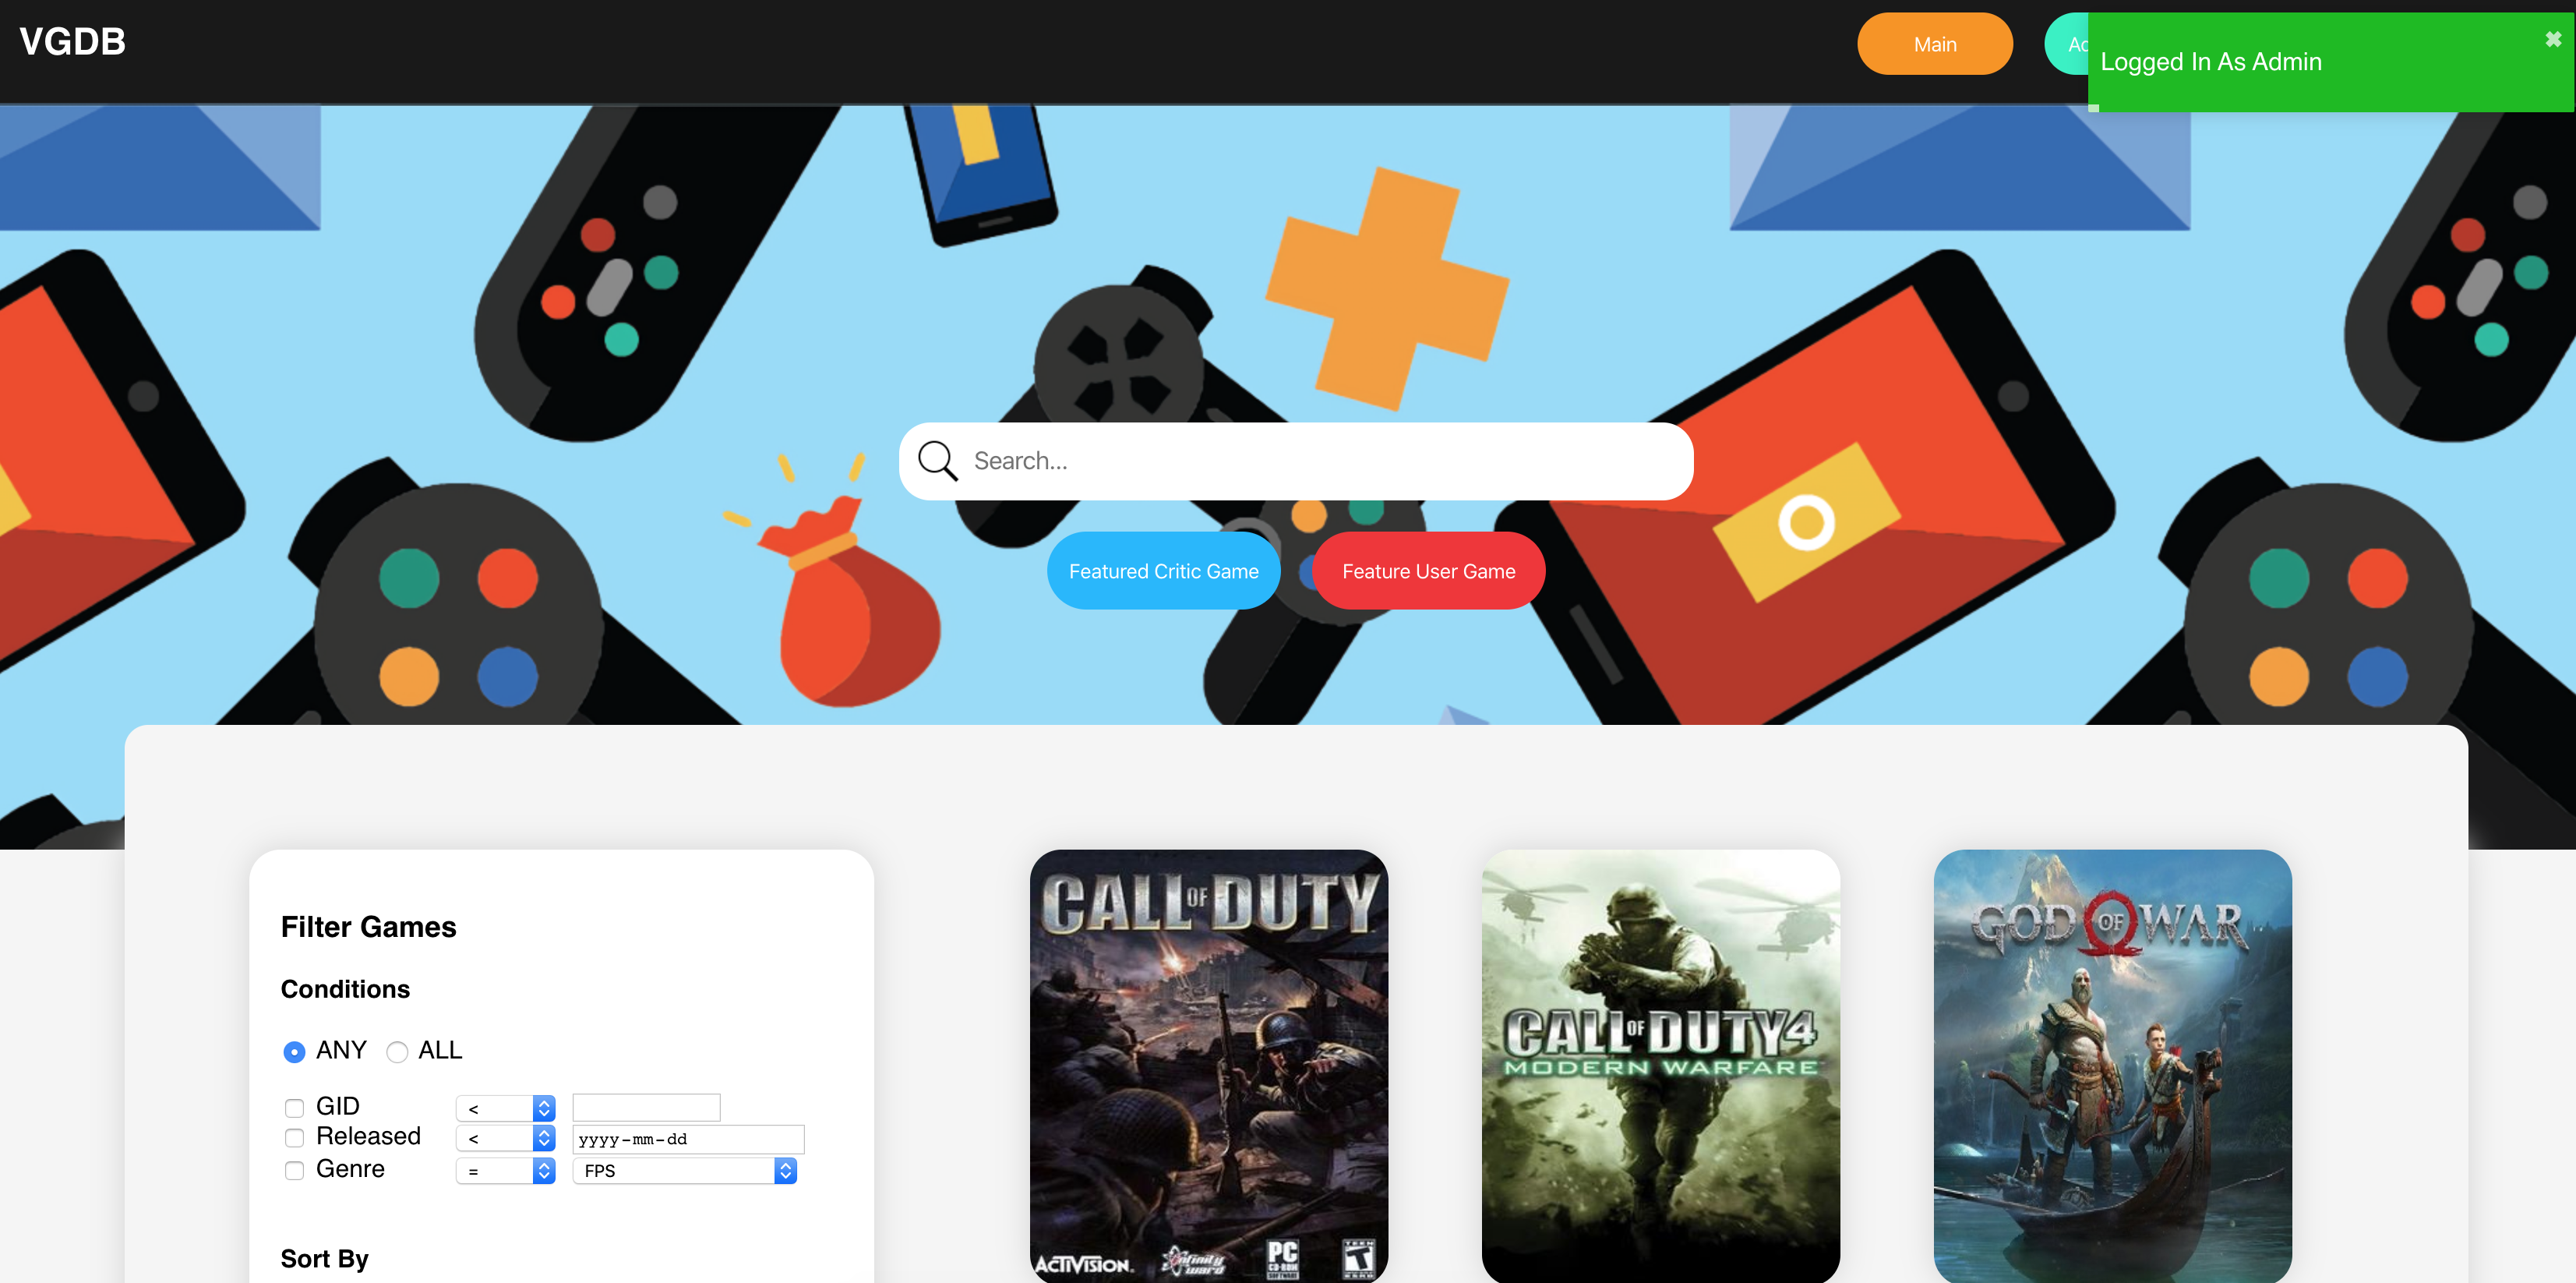 VGDB
Main
Logged In As Admin
✖
Search...
Featured Critic Game
Feature User Game
Filter Games
Conditions
ANY ALL
GID <
Released < yyyy-mm-dd
Genre = FPS
Sort By
CALL OF DUTY
ACTIVISION.
Infinity Ward
PC
CD-ROM
SOFTWARE
TEEN
T
ESRB
CALL OF DUTY 4
MODERN WARFARE
GOD OF WAR